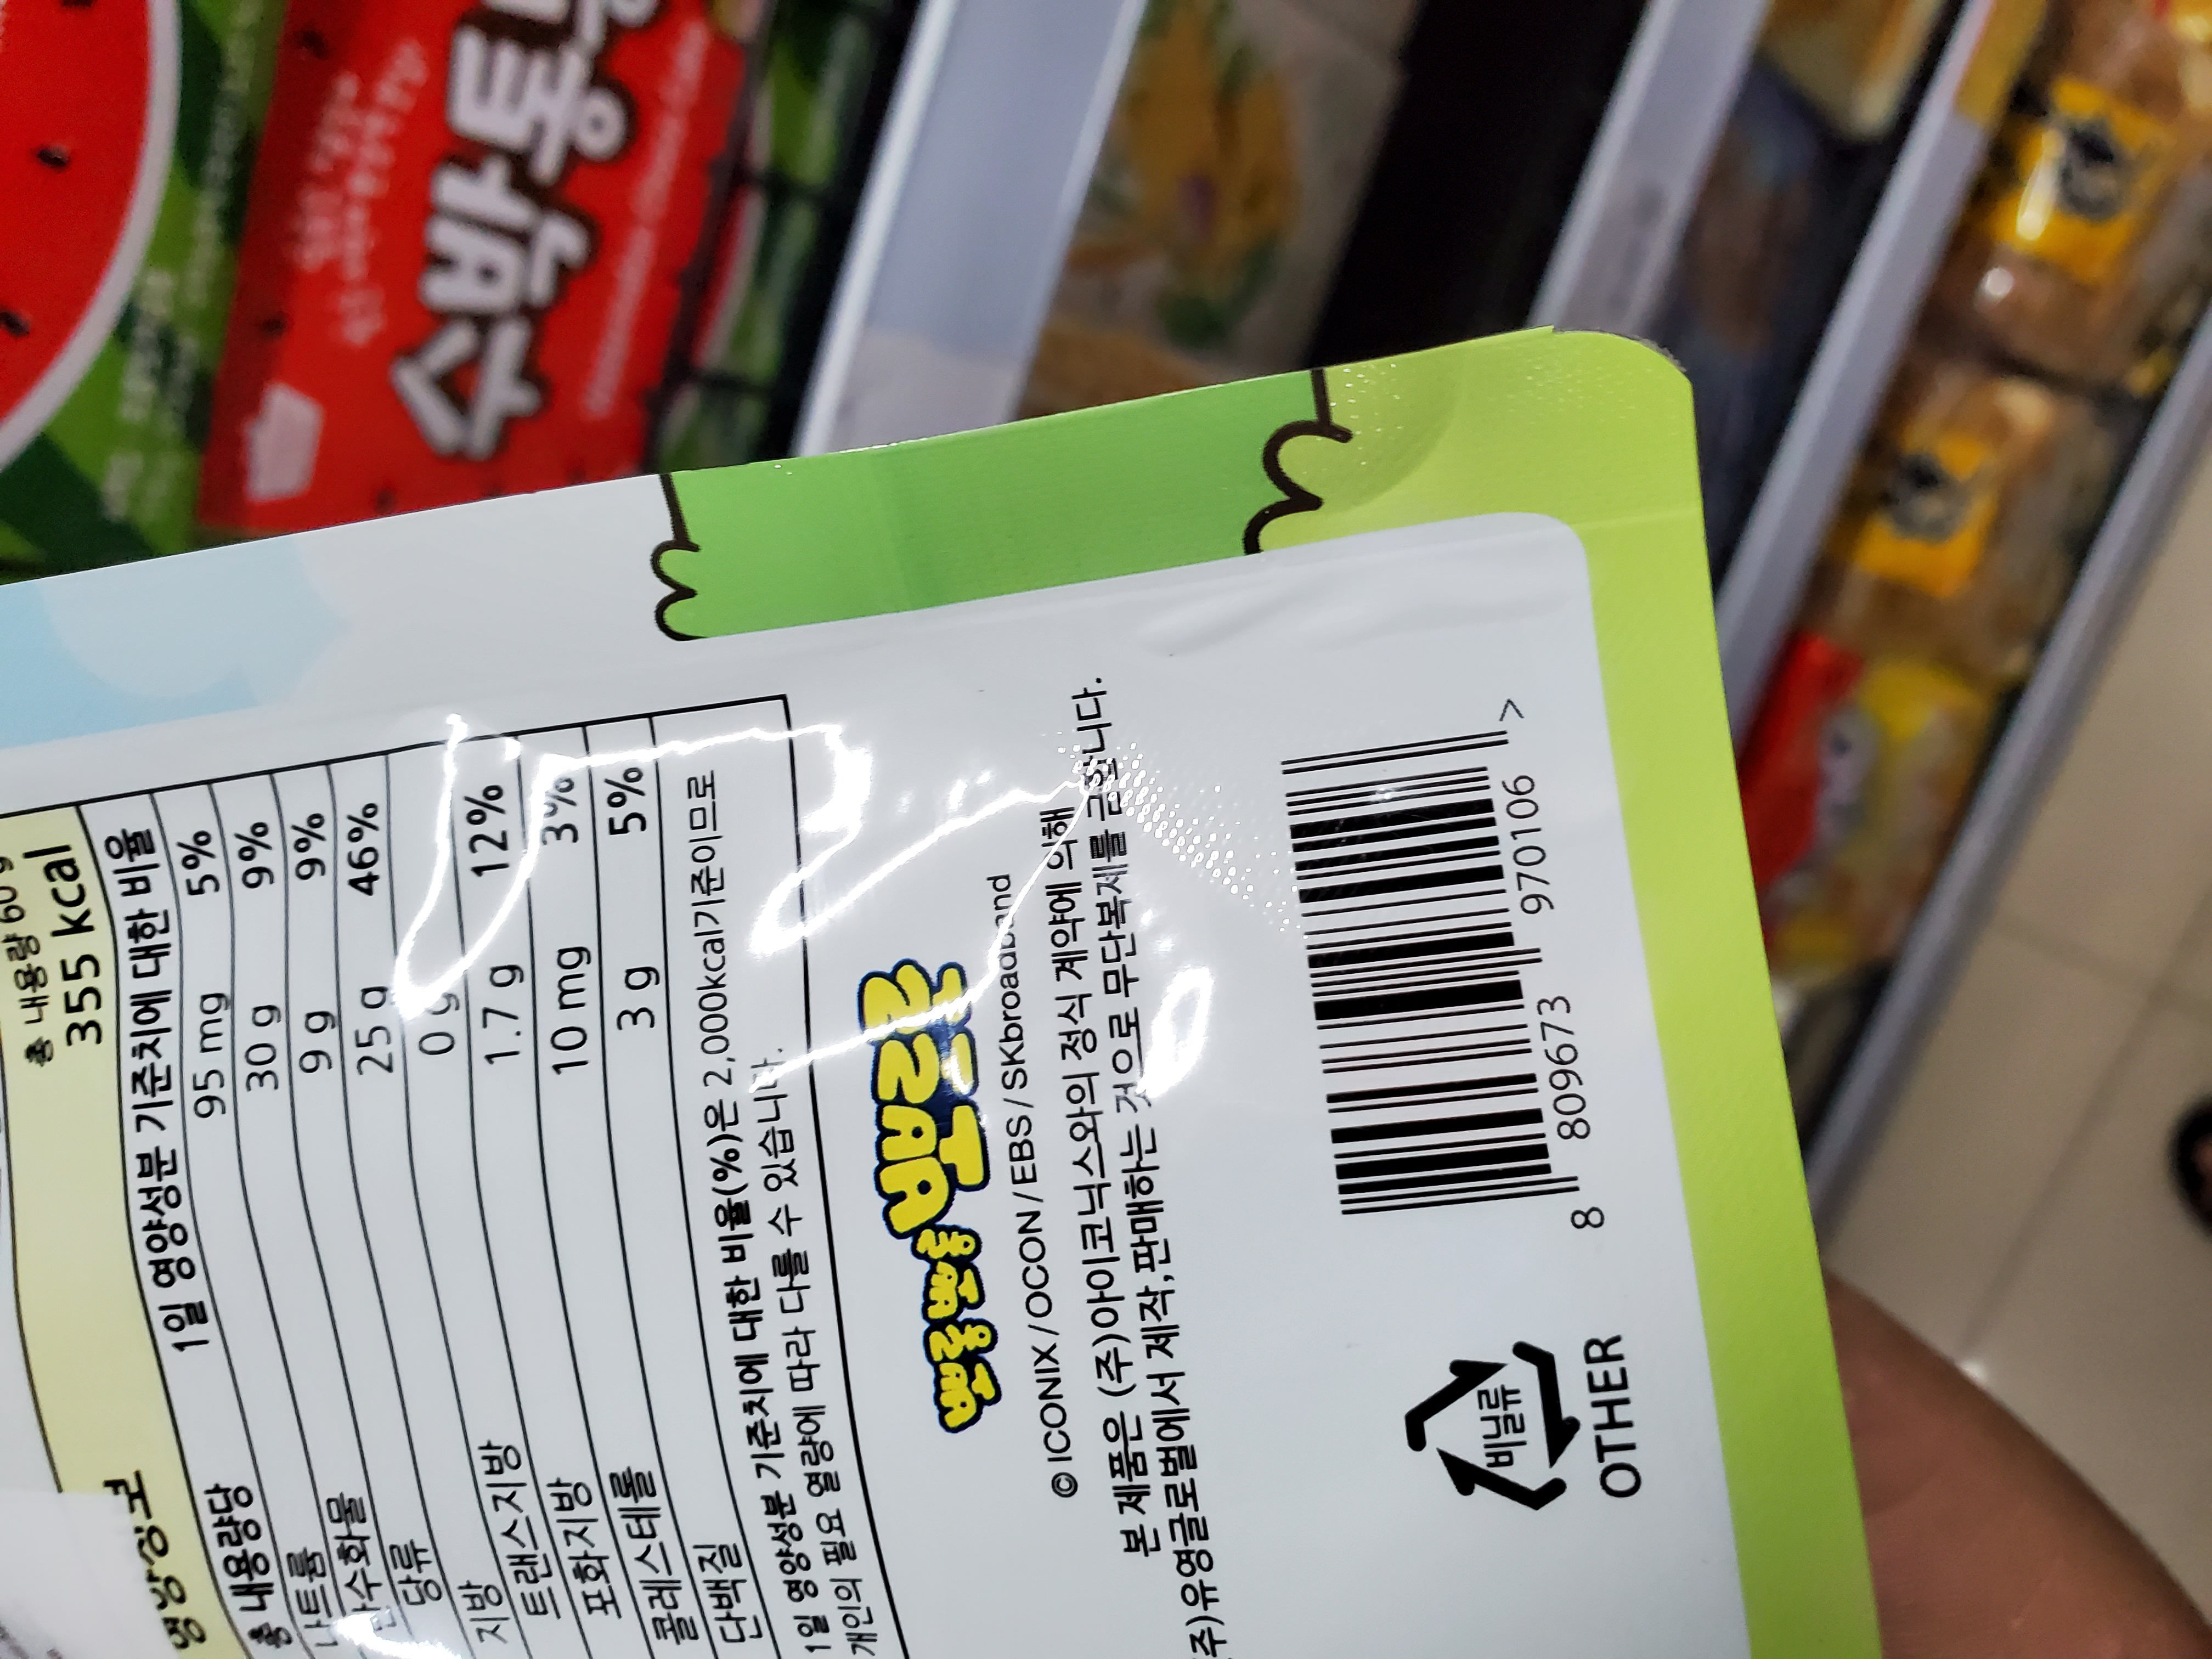 총 내용량 60 g
355 kcal
영양정보
총 내용량당 1일 영양성분 기준치에 대한 비율
나트륨 95 mg 5%
탄수화물 30 g 9%
당류 9 g 9%
지방 25 g 46%
트랜스지방 0 g
포화지방 1.7 g 12%
콜레스테롤 10 mg 3%
단백질 3 g 5%
1일 영양성분 기준치에 대한 비율(%)은 2,000kcal기준이므로
개인의 필요 열량에 따라 다를 수 있습니다.
뽀롱뽀롱 뽀로로
© ICONIX / OCON / EBS / SKbroadband
본 제품은 (주)아이코닉스와의 정식 계약에 의해
(주)유영글로벌에서 제작,판매하는 것으로 무단복제를 금합니다.
비닐류
OTHER
8 809673 970106 >
수박통